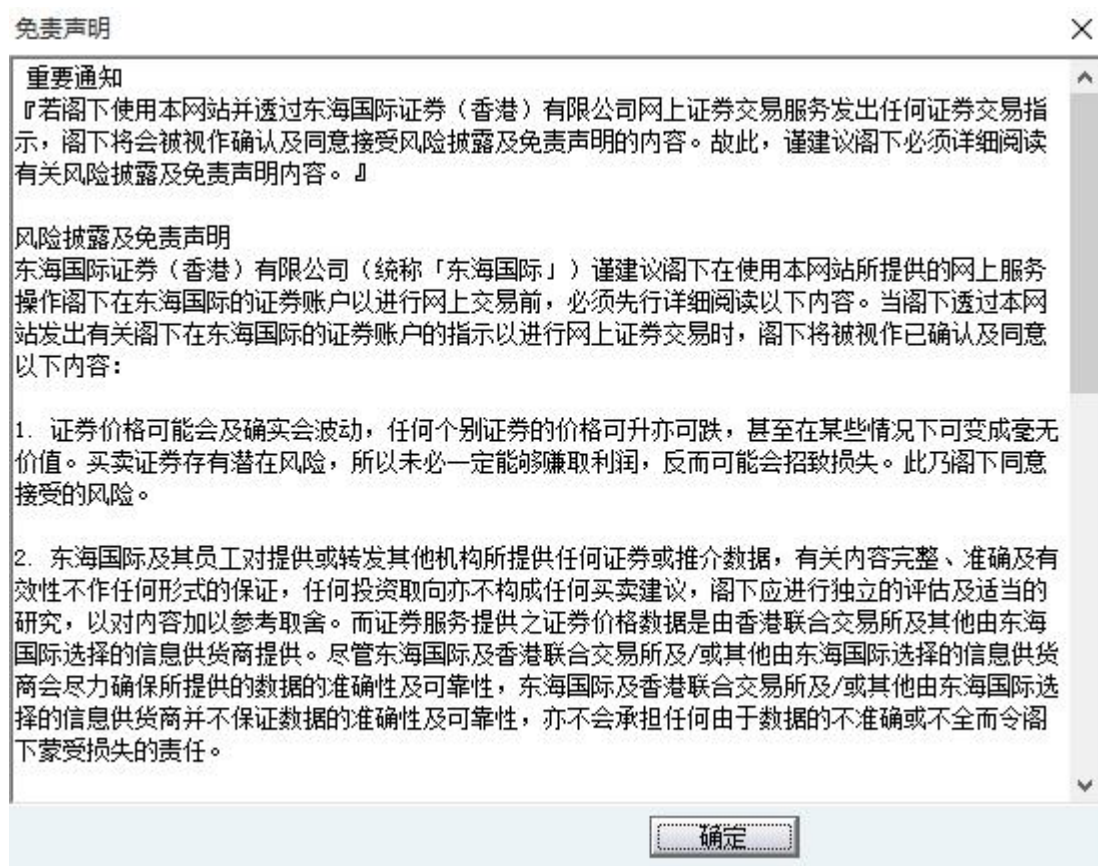 免责声明
重要通知
『若阁下使用本网站并透过东海国际证券（香港）有限公司网上证券交易服务发出任何证券交易指
示，阁下将会被视作确认及同意接受风险披露及免责声明的内容。故此，谨建议阁下必须详细阅读
有关风险披露及免责声明内容。』
风险披露及免责声明
东海国际证券（香港）有限公司（统称「东海国际」）谨建议阁下在使用本网站所提供的网上服务
操作阁下在东海国际的证券账户以进行网上交易前，必须先行详细阅读以下内容。当阁下透过本网
站发出有关阁下在东海国际的证券账户的指示以进行网上证券交易时，阁下将被视作已确认及同意
以下内容：
1. 证券价格可能会及确实会波动，任何个别证券的价格可升亦可跌，甚至在某些情况下可变成毫无
价值。买卖证券存有潜在风险，所以未必一定能够赚取利润，反而可能会招致损失。此乃阁下同意
接受的风险。
2. 东海国际及其员工对提供或转发其他机构所提供任何证券或推介数据，有关内容完整、准确及有
效性不作任何形式的保证，任何投资取向亦不构成任何买卖建议，阁下应进行独立的评估及适当的
研究，以对内容加以参考取舍。而证券服务提供之证券价格数据是由香港联合交易所及其他由东海
国际选择的信息供货商提供。尽管东海国际及香港联合交易所及/或其他由东海国际选择的信息供货
商会尽力确保所提供的数据的准确性及可靠性，东海国际及香港联合交易所及/或其他由东海国际选
择的信息供货商并不保证数据的准确性及可靠性，亦不会承担任何由于数据的不准确或不全而令阁
下蒙受损失的责任。
确定